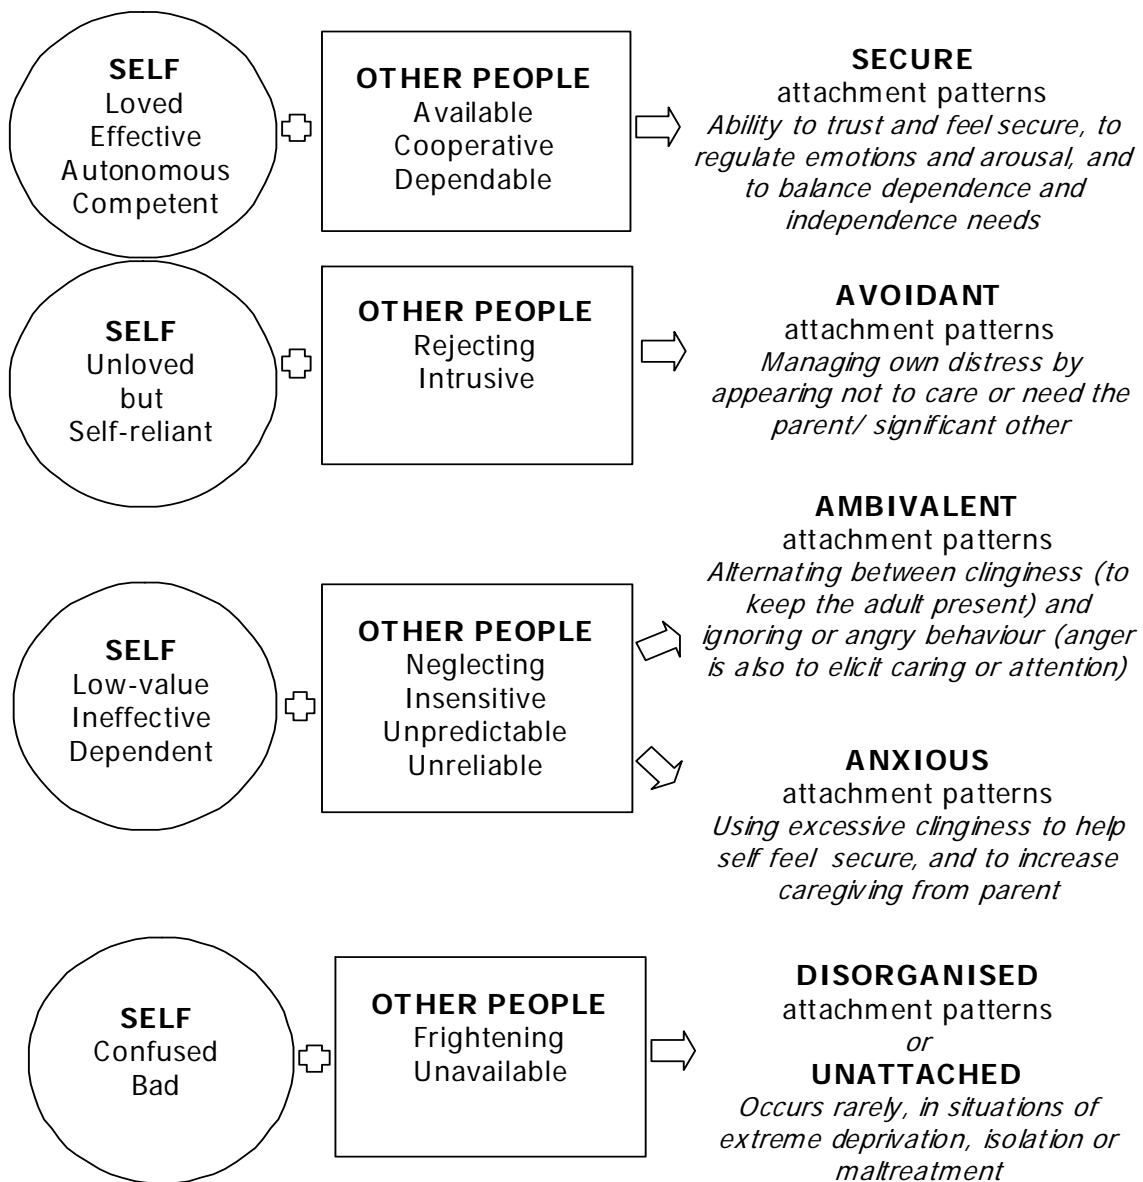 SELF
Loved
Effective
Autonomous
Competent
OTHER PEOPLE
Available
Cooperative
Dependable
SECURE
attachment patterns
Ability to trust and feel secure, to
regulate emotions and arousal, and
to balance dependence and
independence needs
SELF
Unloved
but
Self-reliant
OTHER PEOPLE
Rejecting
Intrusive
AVOIDANT
attachment patterns
Managing own distress by
appearing not to care or need the
parent/ significant other
SELF
Low-value
Ineffective
Dependent
OTHER PEOPLE
Neglecting
Insensitive
Unpredictable
Unreliable
AMBIVALENT
attachment patterns
Alternating between clinginess (to
keep the adult present) and
ignoring or angry behaviour (anger
is also to elicit caring or attention)
ANXIOUS
attachment patterns
Using excessive clinginess to help
self feel secure, and to increase
caregiving from parent
SELF
Confused
Bad
OTHER PEOPLE
Frightening
Unavailable
DISORGANISED
attachment patterns
or
UNATTACHED
Occurs rarely, in situations of
extreme deprivation, isolation or
maltreatment